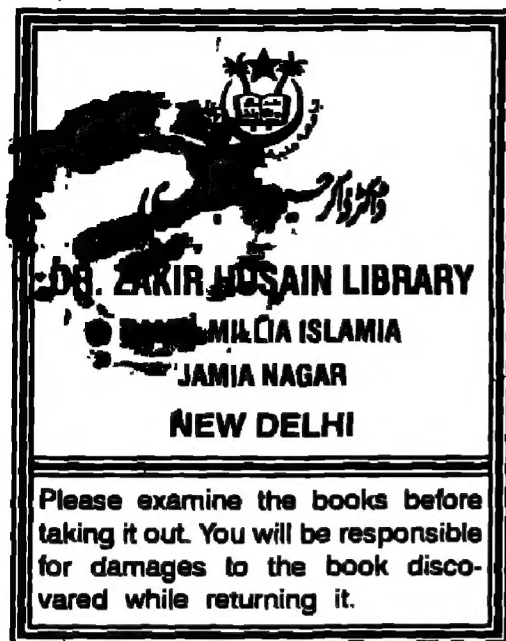 DR. ZAKIR HUSAIN LIBRARY
MILLIA ISLAMIA
JAMIA NAGAR
NEW DELHI
Please examine the books before
taking it out. You will be responsible
for damages to the book disco-
vared while returning it.